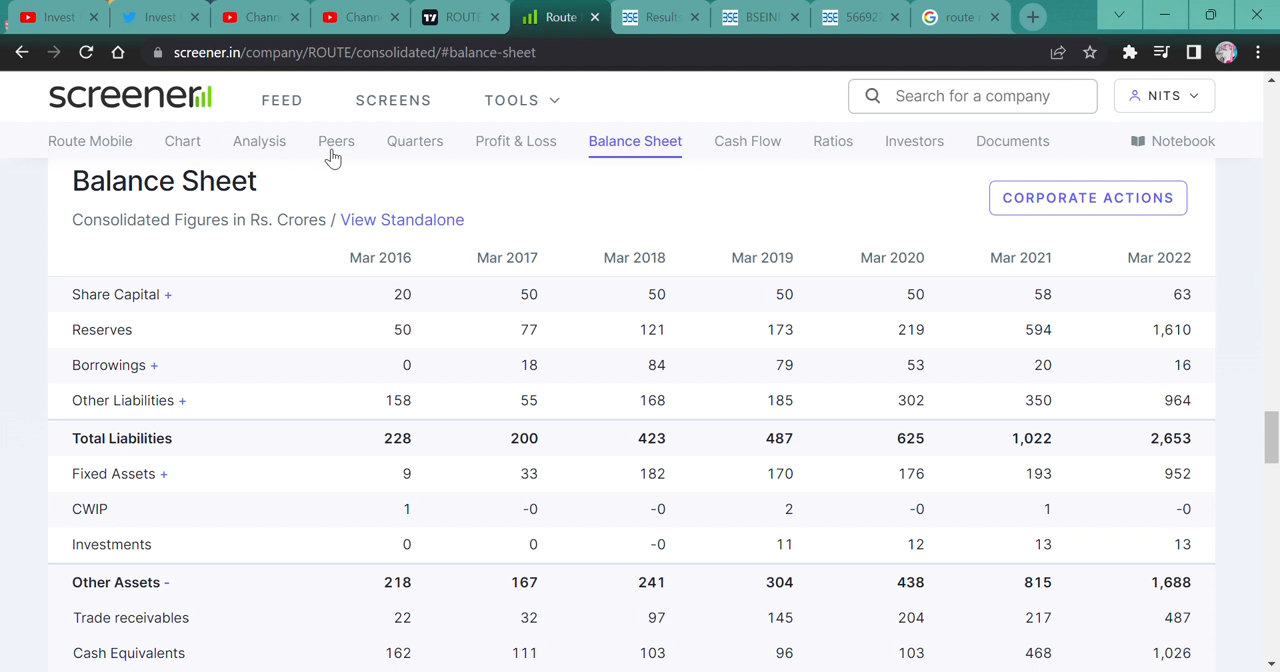 Invest
Invest
Chann
Chann
ROUTE
Route
Result
BSEIN
56692
route
screener.in/company/ROUTE/consolidated/#balance-sheet
screener
FEED
SCREENS
TOOLS
Search for a company
NITS
Route Mobile
Chart
Analysis
Peers
Quarters
Profit & Loss
Balance Sheet
Cash Flow
Ratios
Investors
Documents
Notebook
Balance Sheet
CORPORATE ACTIONS
Consolidated Figures in Rs. Crores / View Standalone
Mar 2016 Mar 2017 Mar 2018 Mar 2019 Mar 2020 Mar 2021 Mar 2022
Share Capital + 20 50 50 50 50 58 63
Reserves 50 77 121 173 219 594 1,610
Borrowings + 0 18 84 79 53 20 16
Other Liabilities + 158 55 168 185 302 350 964
Total Liabilities 228 200 423 487 625 1,022 2,653
Fixed Assets + 9 33 182 170 176 193 952
CWIP 1 -0 -0 2 -0 1 -0
Investments 0 0 -0 11 12 13 13
Other Assets - 218 167 241 304 438 815 1,688
Trade receivables 22 32 97 145 204 217 487
Cash Equivalents 162 111 103 96 103 468 1,026